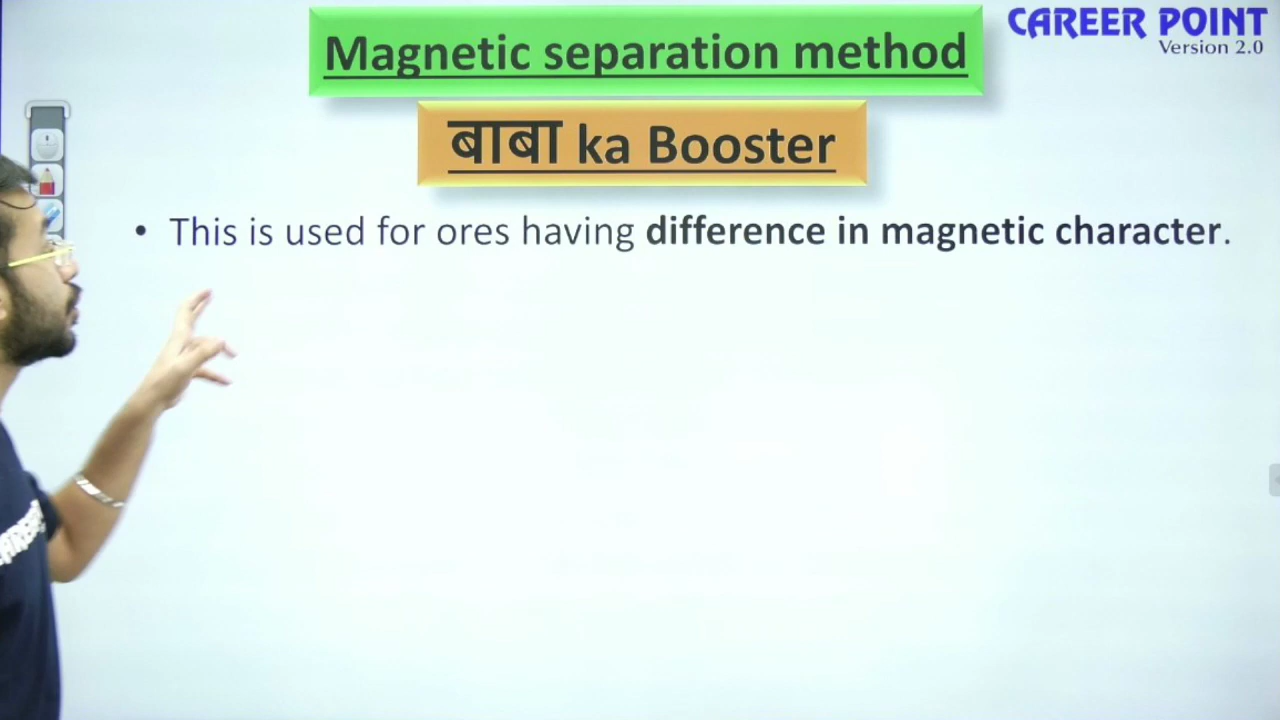 CAREER POINT
Version 2.0
Magnetic separation method
बाबा ka Booster
• This is used for ores having difference in magnetic character.